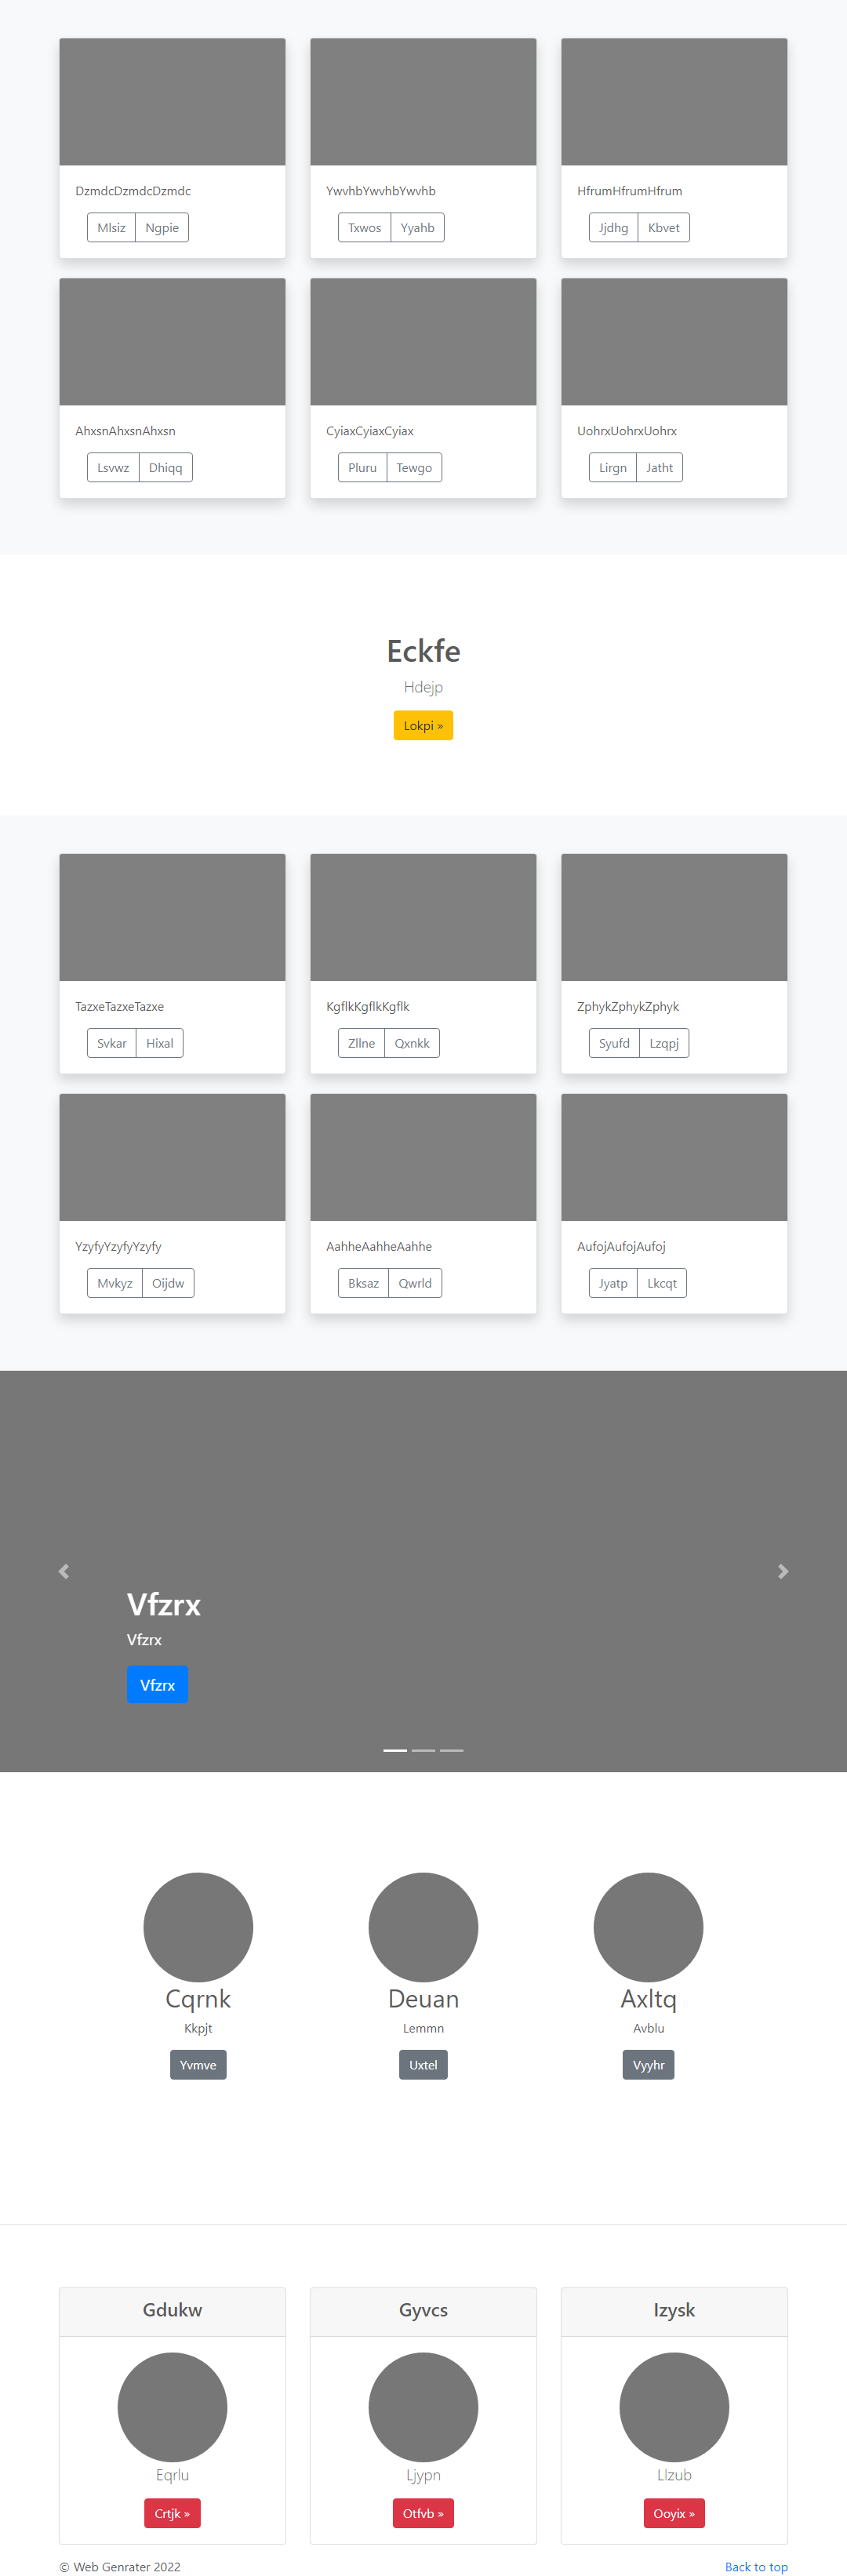 DzmdcDzmdcDzmdc
Mlsiz Ngpie
YwvhbYwvhbYwvhb
Txwos Yyahb
HfrumHfrumHfrum
Jjdhg Kbvet
AhxsnAhxsnAhxsn
Lsvwz Dhiqq
CyiaxCyiaxCyiax
Pluru Tewgo
UohrxUohrxUohrx
Lirgn Jatht
Eckfe
Hdejp
Lokpi »
TazxeTazxeTazxe
Svkar Hixal
KgflkKgflkKgflk
Zllne Qxnkk
ZphykZphykZphyk
Syufd Lzqpj
YzyfyYzyfyYzyfy
Mvkyz Oijdw
AahheAahheAahhe
Bksaz Qwrld
AufojAufojAufoj
Jyatp Lkcqt
Vfzrx
Vfzrx
Vfzrx
Cqrnk
Kkpjt
Yvmve
Deuan
Lemmn
Uxtel
Axltq
Avblu
Vyyhr
Gdukw
Eqrlu
Crtjk »
Gyvcs
Ljypn
Otfvb »
Izysk
Llzub
Ooyix »
© Web Genrater 2022
Back to top